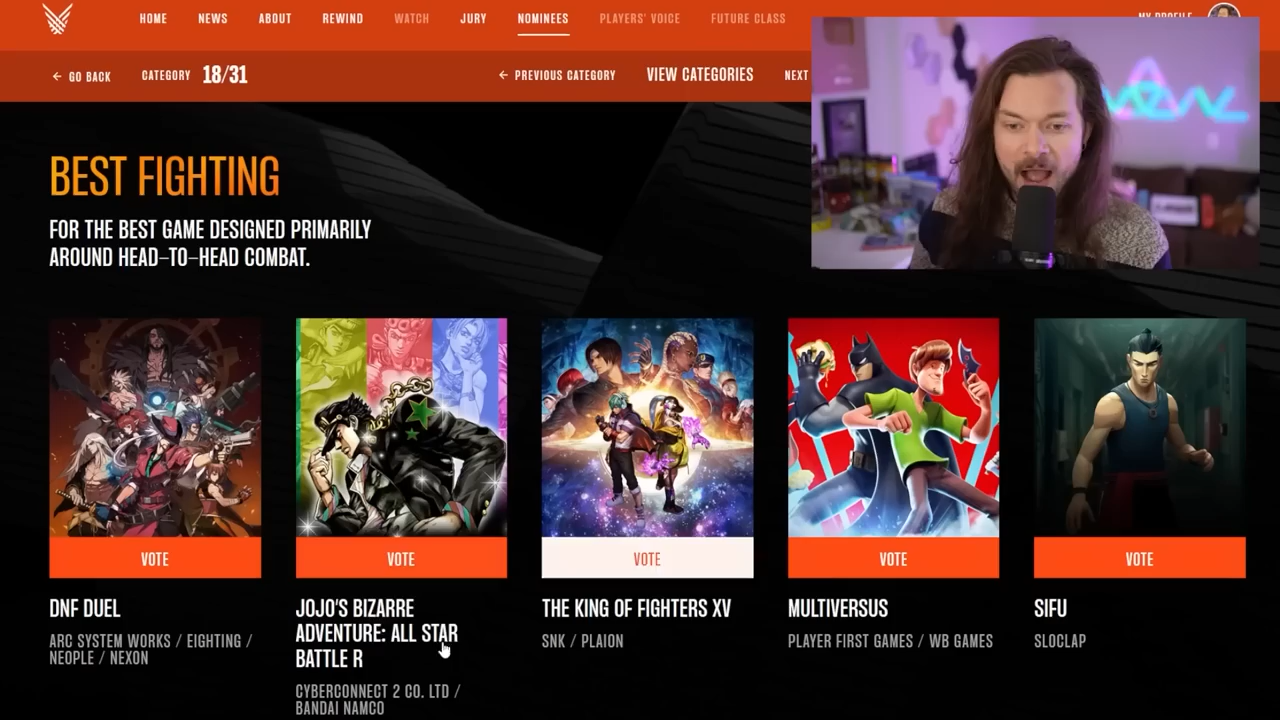 HOME NEWS ABOUT REWIND WATCH JURY NOMINEES PLAYERS' VOICE FUTURE CLASS MY PROFILE
← GO BACK CATEGORY 18/31 ← PREVIOUS CATEGORY VIEW CATEGORIES NEXT
BEST FIGHTING
FOR THE BEST GAME DESIGNED PRIMARILY
AROUND HEAD-TO-HEAD COMBAT.
VOTE VOTE VOTE VOTE VOTE
DNF DUEL
ARC SYSTEM WORKS / EIGHTING /
NEOPLE / NEXON
JOJO'S BIZARRE
ADVENTURE: ALL STAR
BATTLE R
CYBERCONNECT 2 CO. LTD /
BANDAI NAMCO
THE KING OF FIGHTERS XV
SNK / PLAION
MULTIVERSUS
PLAYER FIRST GAMES / WB GAMES
SIFU
SLOCLAP